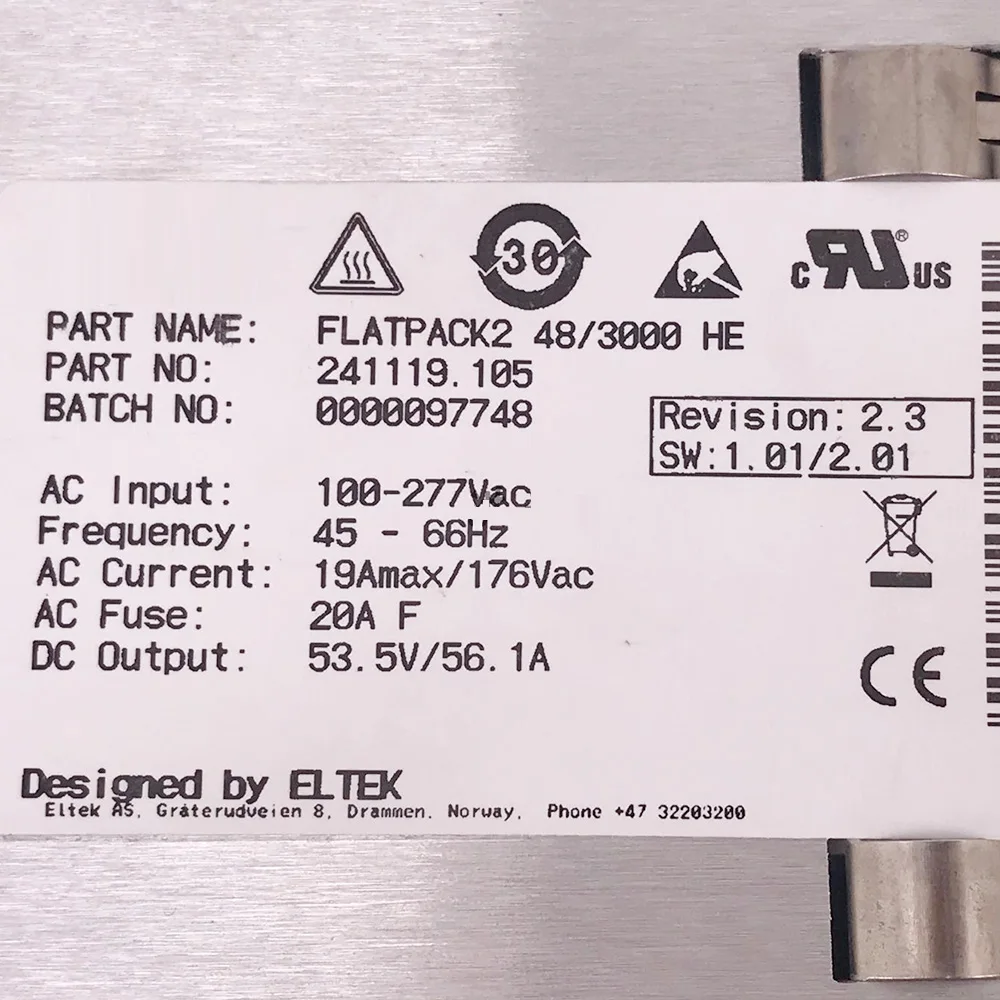 30
c RU ® US
PART NAME: FLATPACK2 48/3000 HE
PART NO: 241119.105
BATCH NO: 0000097748
Revision: 2.3
SW:1.01/2.01
AC Input: 100-277Vac
Frequency: 45 - 66Hz
AC Current: 19Amax/176Vac
AC Fuse: 20A F
DC Output: 53.5V/56.1A
CE
Designed by ELTEK
Eltek AS, Gråterudveien 8, Drammen. Norway, Phone +47 32203200